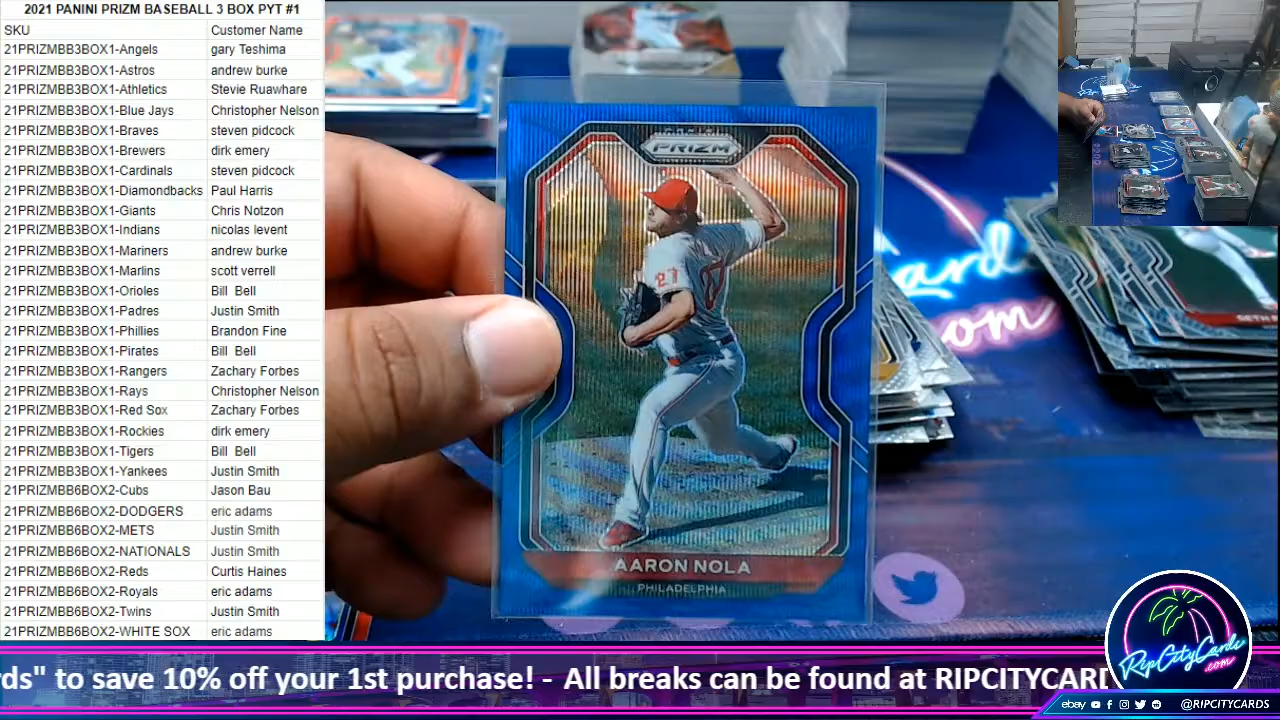 2021 PANINI PRIZM BASEBALL 3 BOX PYT #1
SKU Customer Name
21PRIZMBB3BOX1-Angels gary Teshima
21PRIZMBB3BOX1-Astros andrew burke
21PRIZMBB3BOX1-Athletics Stevie Ruawhare
21PRIZMBB3BOX1-Blue Jays Christopher Nelson
21PRIZMBB3BOX1-Braves steven pidcock
21PRIZMBB3BOX1-Brewers dirk emery
21PRIZMBB3BOX1-Cardinals steven pidcock
21PRIZMBB3BOX1-Diamondbacks Paul Harris
21PRIZMBB3BOX1-Giants Chris Notzon
21PRIZMBB3BOX1-Indians nicolas levent
21PRIZMBB3BOX1-Mariners andrew burke
21PRIZMBB3BOX1-Marlins scott verrell
21PRIZMBB3BOX1-Orioles Bill Bell
21PRIZMBB3BOX1-Padres Justin Smith
21PRIZMBB3BOX1-Phillies Brandon Fine
21PRIZMBB3BOX1-Pirates Bill Bell
21PRIZMBB3BOX1-Rangers Zachary Forbes
21PRIZMBB3BOX1-Rays Christopher Nelson
21PRIZMBB3BOX1-Red Sox Zachary Forbes
21PRIZMBB3BOX1-Rockies dirk emery
21PRIZMBB3BOX1-Tigers Bill Bell
21PRIZMBB3BOX1-Yankees Justin Smith
21PRIZMBB6BOX2-Cubs Jason Bau
21PRIZMBB6BOX2-DODGERS eric adams
21PRIZMBB6BOX2-METS Justin Smith
21PRIZMBB6BOX2-NATIONALS Justin Smith
21PRIZMBB6BOX2-Reds Curtis Haines
21PRIZMBB6BOX2-Royals eric adams
21PRIZMBB6BOX2-Twins Justin Smith
21PRIZMBB6BOX2-WHITE SOX eric adams
PRIZM
27
AARON NOLA
PHILADELPHIA
Card
om
SETH
rds" to save 10% off your 1st purchase! - All breaks can be found at RIPCITYCARD
RipCityCards
.com
ebay @RIPCITYCARDS